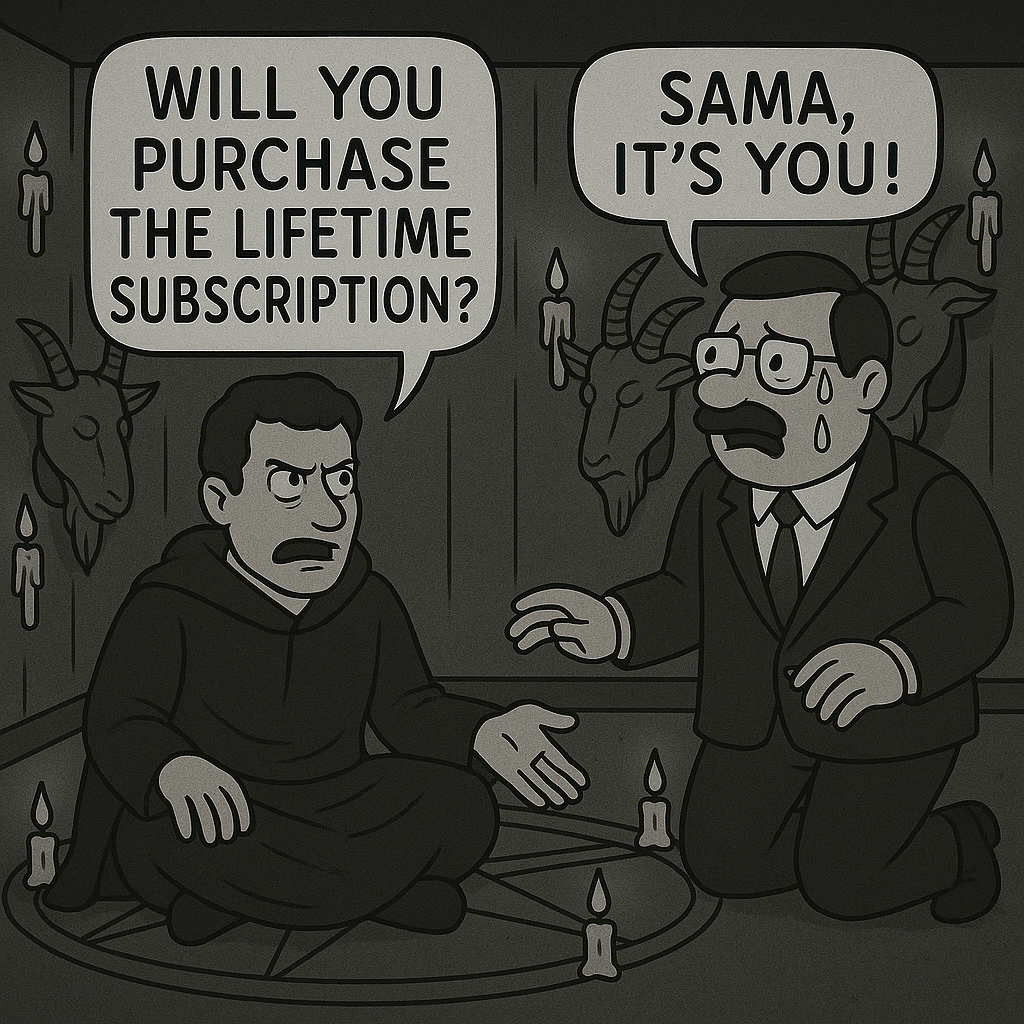 WILL YOU
PURCHASE
THE LIFETIME
SUBSCRIPTION?
SAMA,
IT'S YOU!